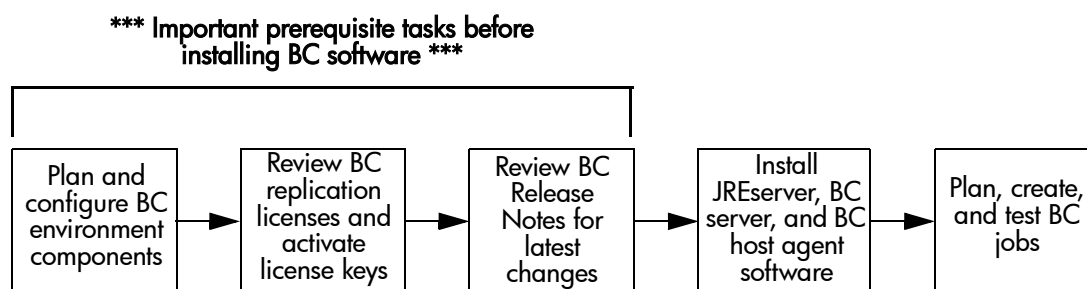 *** Important prerequisite tasks before
installing BC software ***
Plan and
configure BC
environment
components
Review BC
replication
licenses and
activate
license keys
Review BC
Release
Notes for
latest
changes
Install
JREserver, BC
server, and BC
host agent
software
Plan, create,
and test BC
jobs